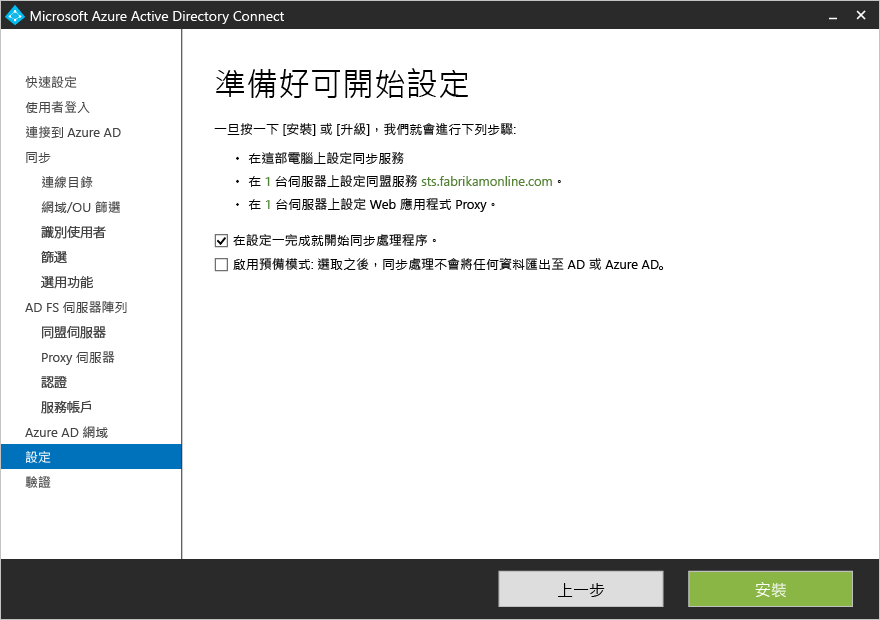 Microsoft Azure Active Directory Connect
快速設定
使用者登入
連接到 Azure AD
同步
連線目錄
網域/OU 篩選
識別使用者
篩選
選用功能
AD FS 伺服器陣列
同盟伺服器
Proxy 伺服器
認證
服務帳戶
Azure AD 網域
設定
驗證
準備好可開始設定
一旦按一下 [安裝] 或 [升級]，我們就會進行下列步驟:
• 在這部電腦上設定同步服務
• 在 1 台伺服器上設定同盟服務 sts.fabrikamonline.com。
• 在 1 台伺服器上設定 Web 應用程式 Proxy。
在設定一完成就開始同步處理程序。
啟用預備模式: 選取之後，同步處理不會將任何資料匯出至 AD 或 Azure AD。
上一步
安裝